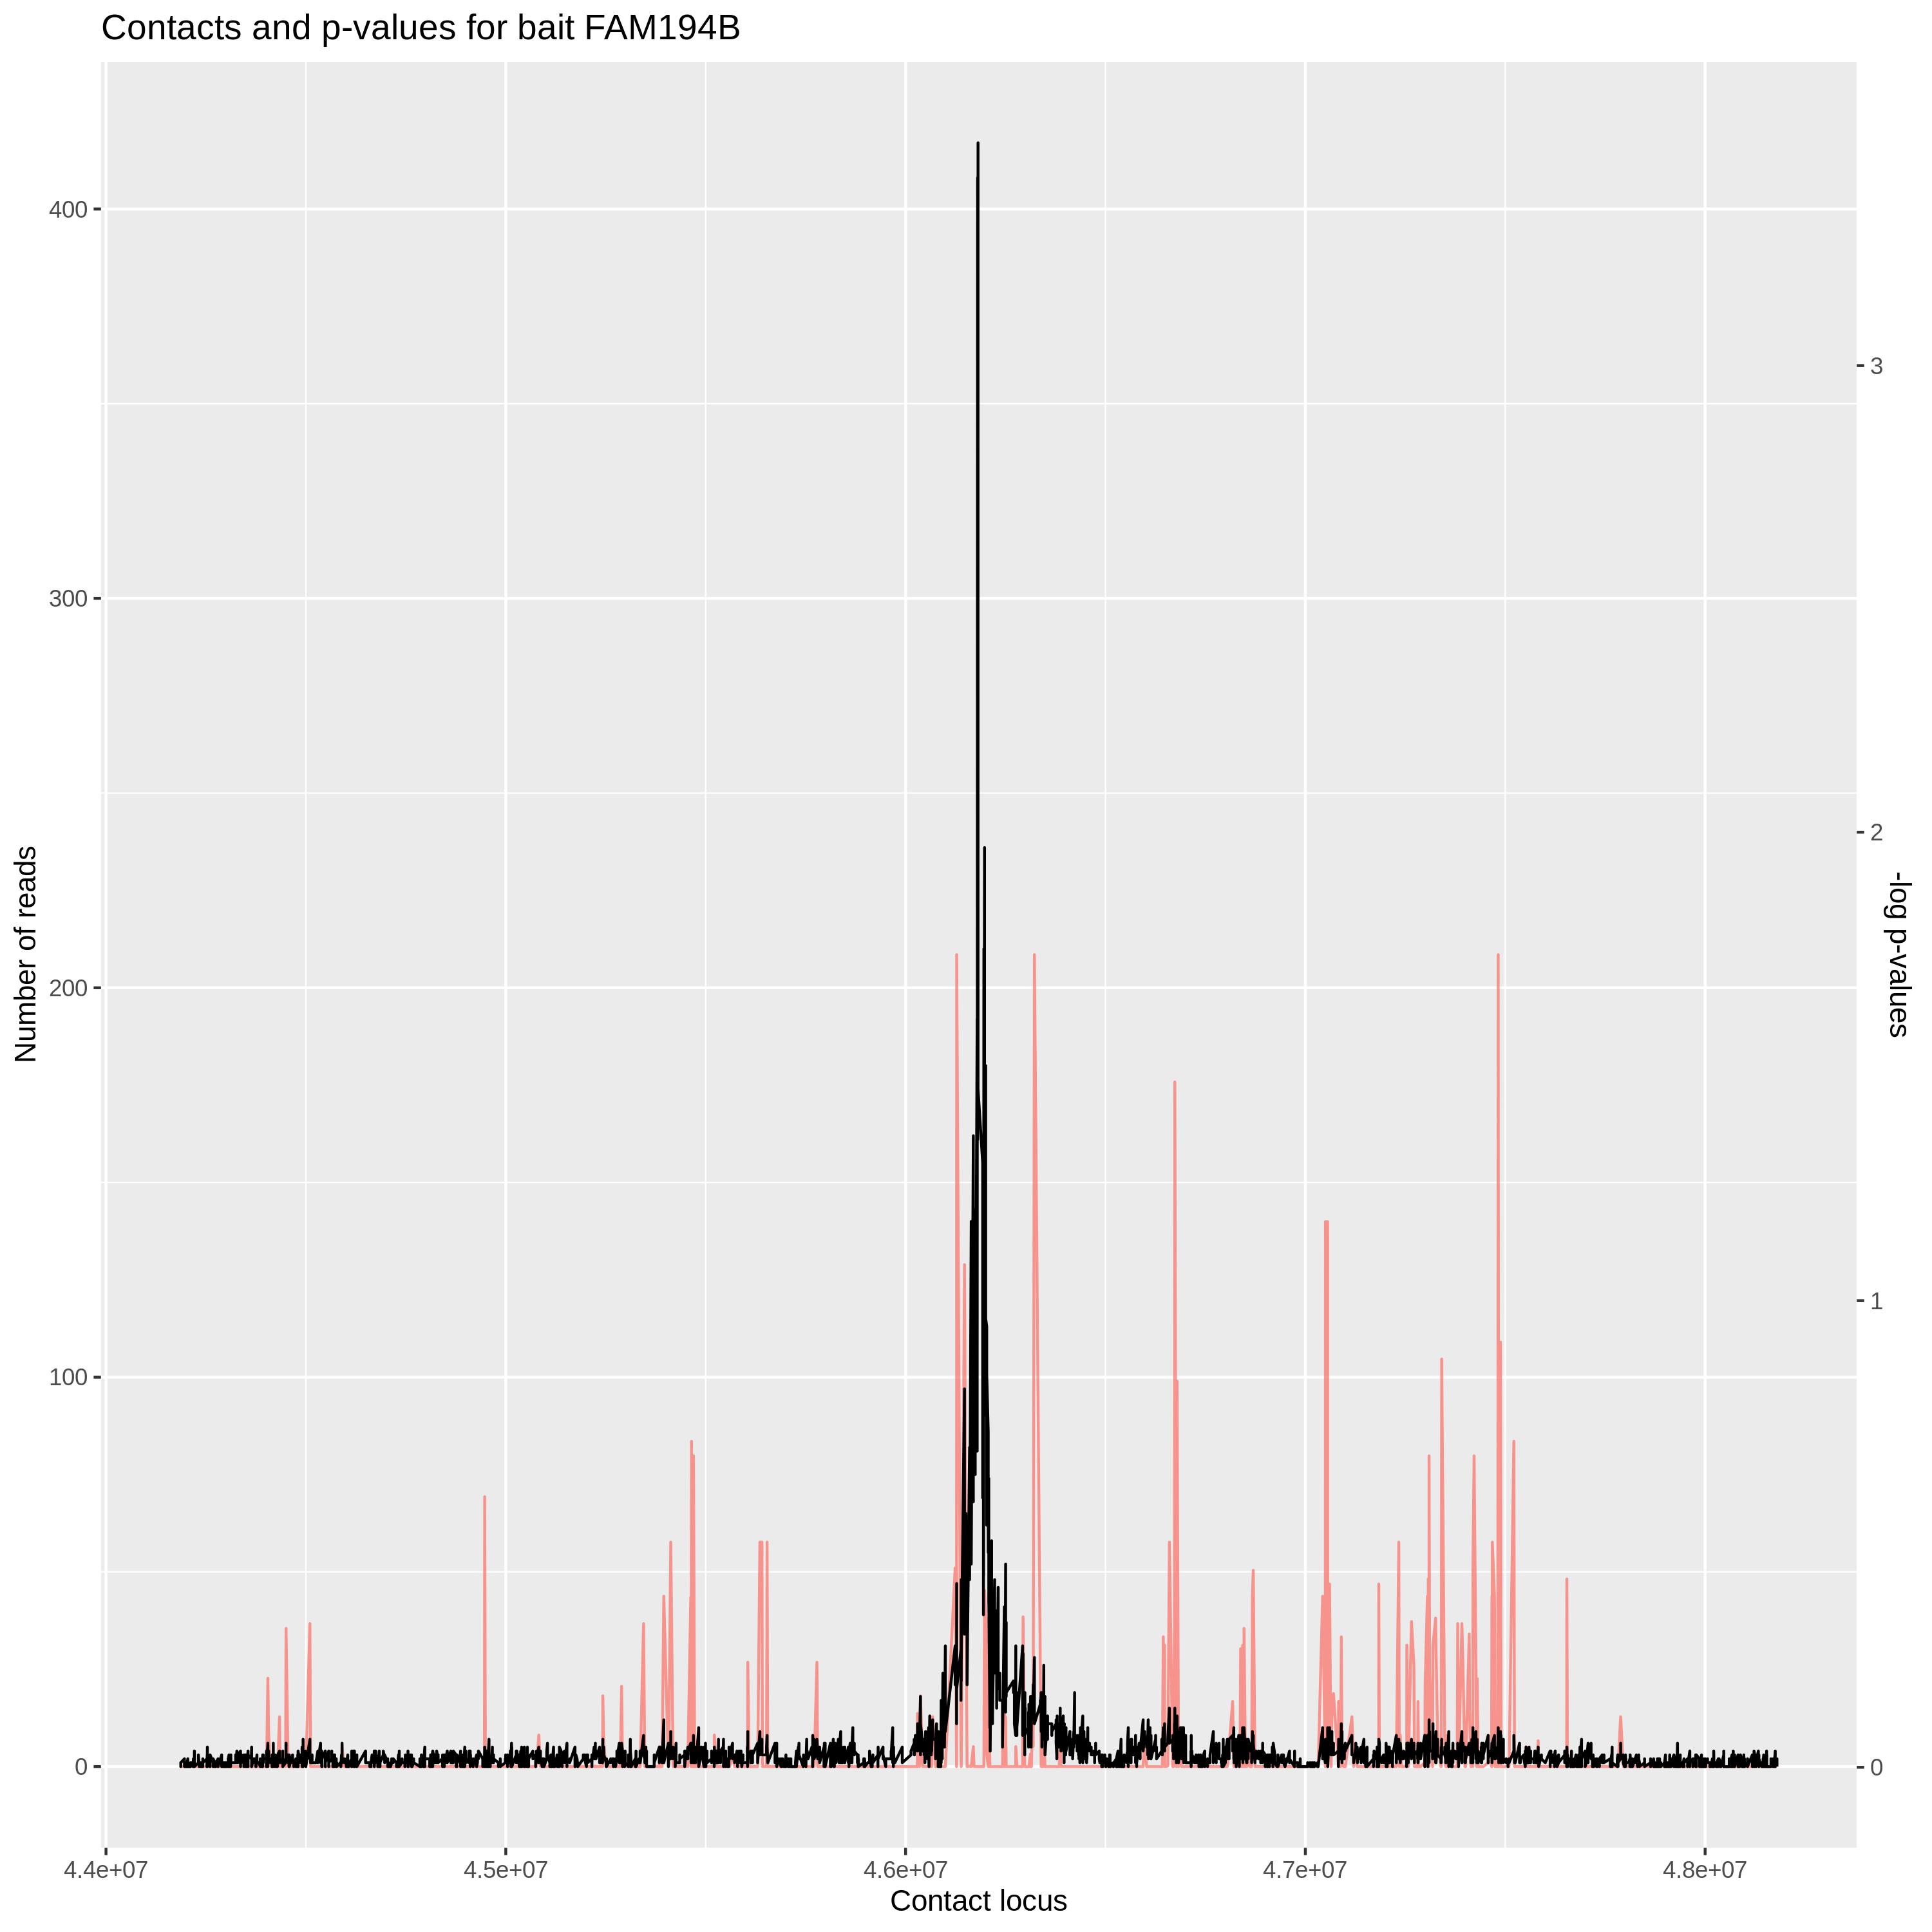 Contacts and p-values for bait FAM194B
400
300
200
100
0
3
2
1
0
Number of reads
-log p-values
4.4e+07
4.5e+07
4.6e+07
4.7e+07
4.8e+07
Contact locus